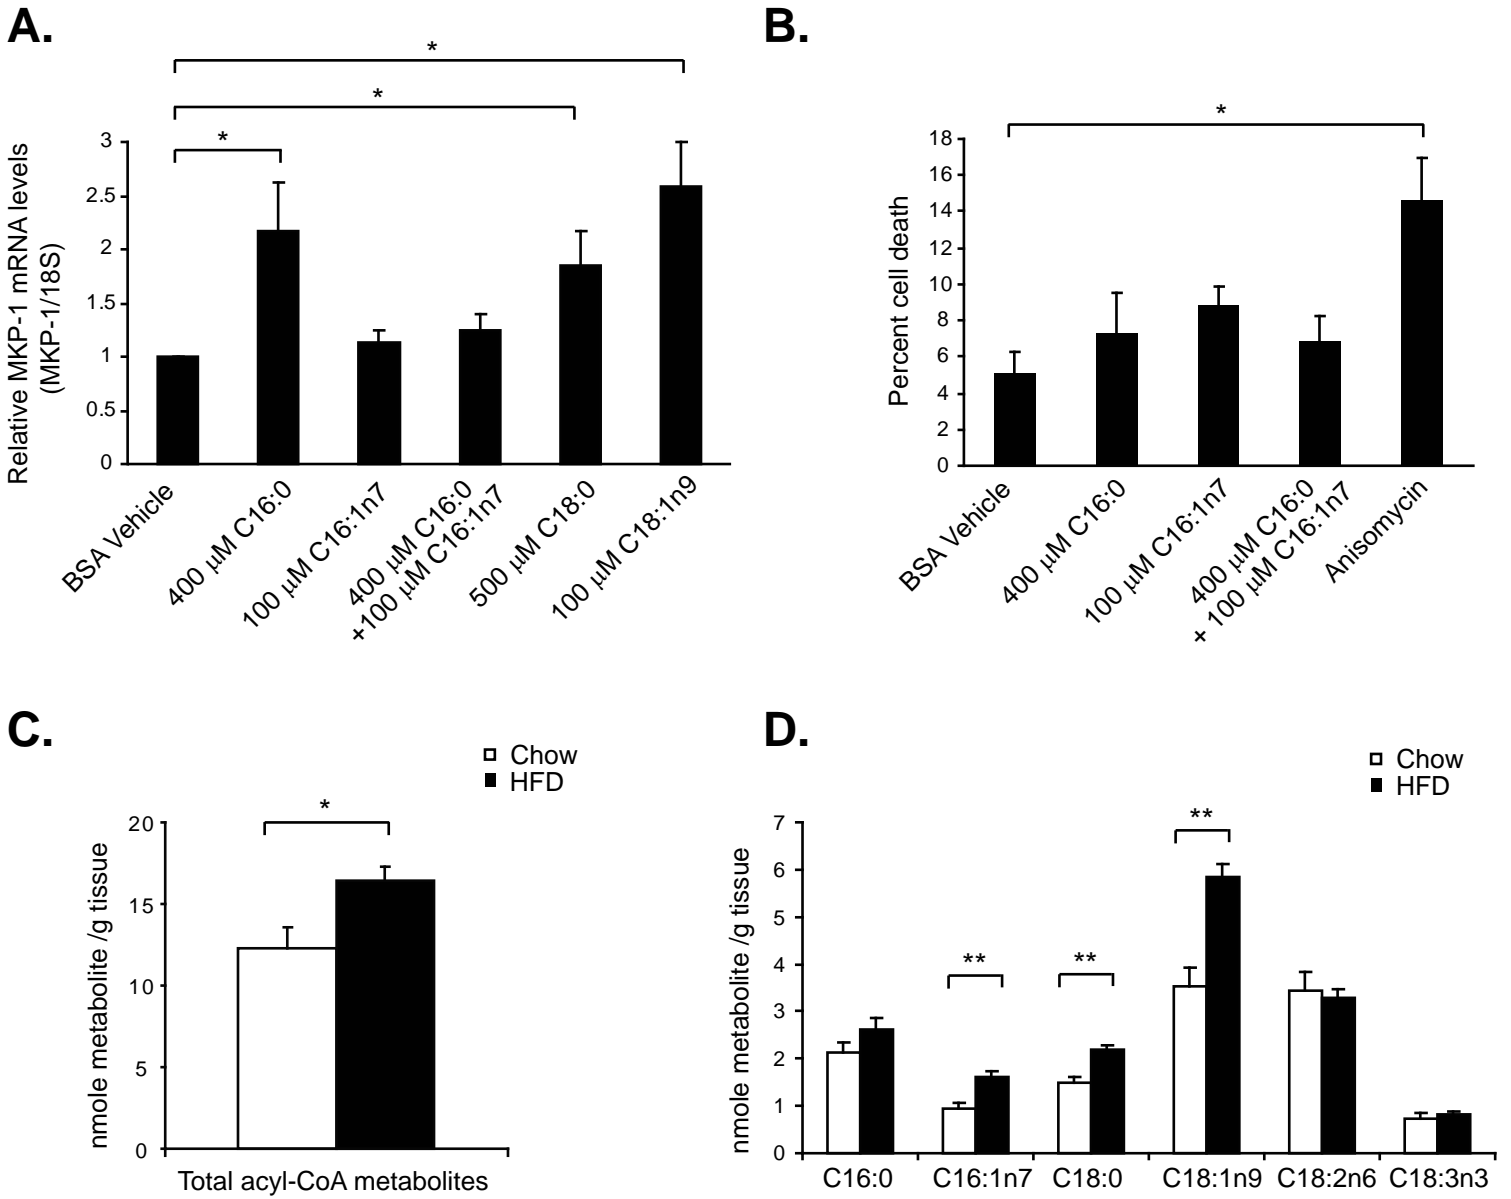 A.
*
*
*
Relative MKP-1 mRNA levels
(MKP-1/18S)
3
2.5
2
1.5
1
0.5
0
BSA Vehicle
400 μM C16:0
100 μM C16:1n7
400 μM C16:0
+100 μM C16:1n7
500 μM C18:0
100 μM C18:1n9
B.
*
Percent cell death
18
16
14
12
10
8
6
4
2
0
BSA Vehicle
400 μM C16:0
100 μM C16:1n7
400 μM C16:0
+ 100 μM C16:1n7
Anisomycin
C.
Chow
HFD
*
nmole metabolite /g tissue
20
15
10
5
0
Total acyl-CoA metabolites
D.
Chow
HFD
**
**
**
nmole metabolite /g tissue
7
6
5
4
3
2
1
0
C16:0 C16:1n7 C18:0 C18:1n9 C18:2n6 C18:3n3